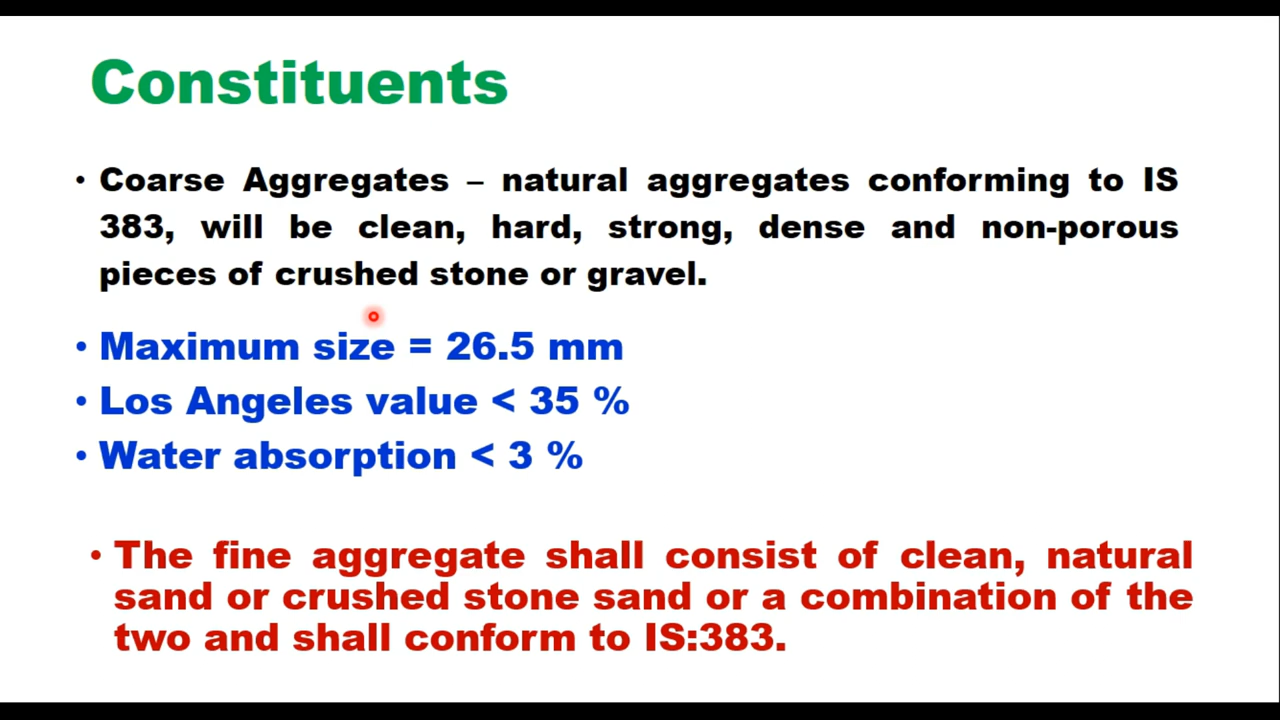 Constituents
• Coarse Aggregates – natural aggregates conforming to IS
383, will be clean, hard, strong, dense and non-porous
pieces of crushed stone or gravel.
• Maximum size = 26.5 mm
• Los Angeles value < 35 %
• Water absorption < 3 %
• The fine aggregate shall consist of clean, natural
sand or crushed stone sand or a combination of the
two and shall conform to IS:383.